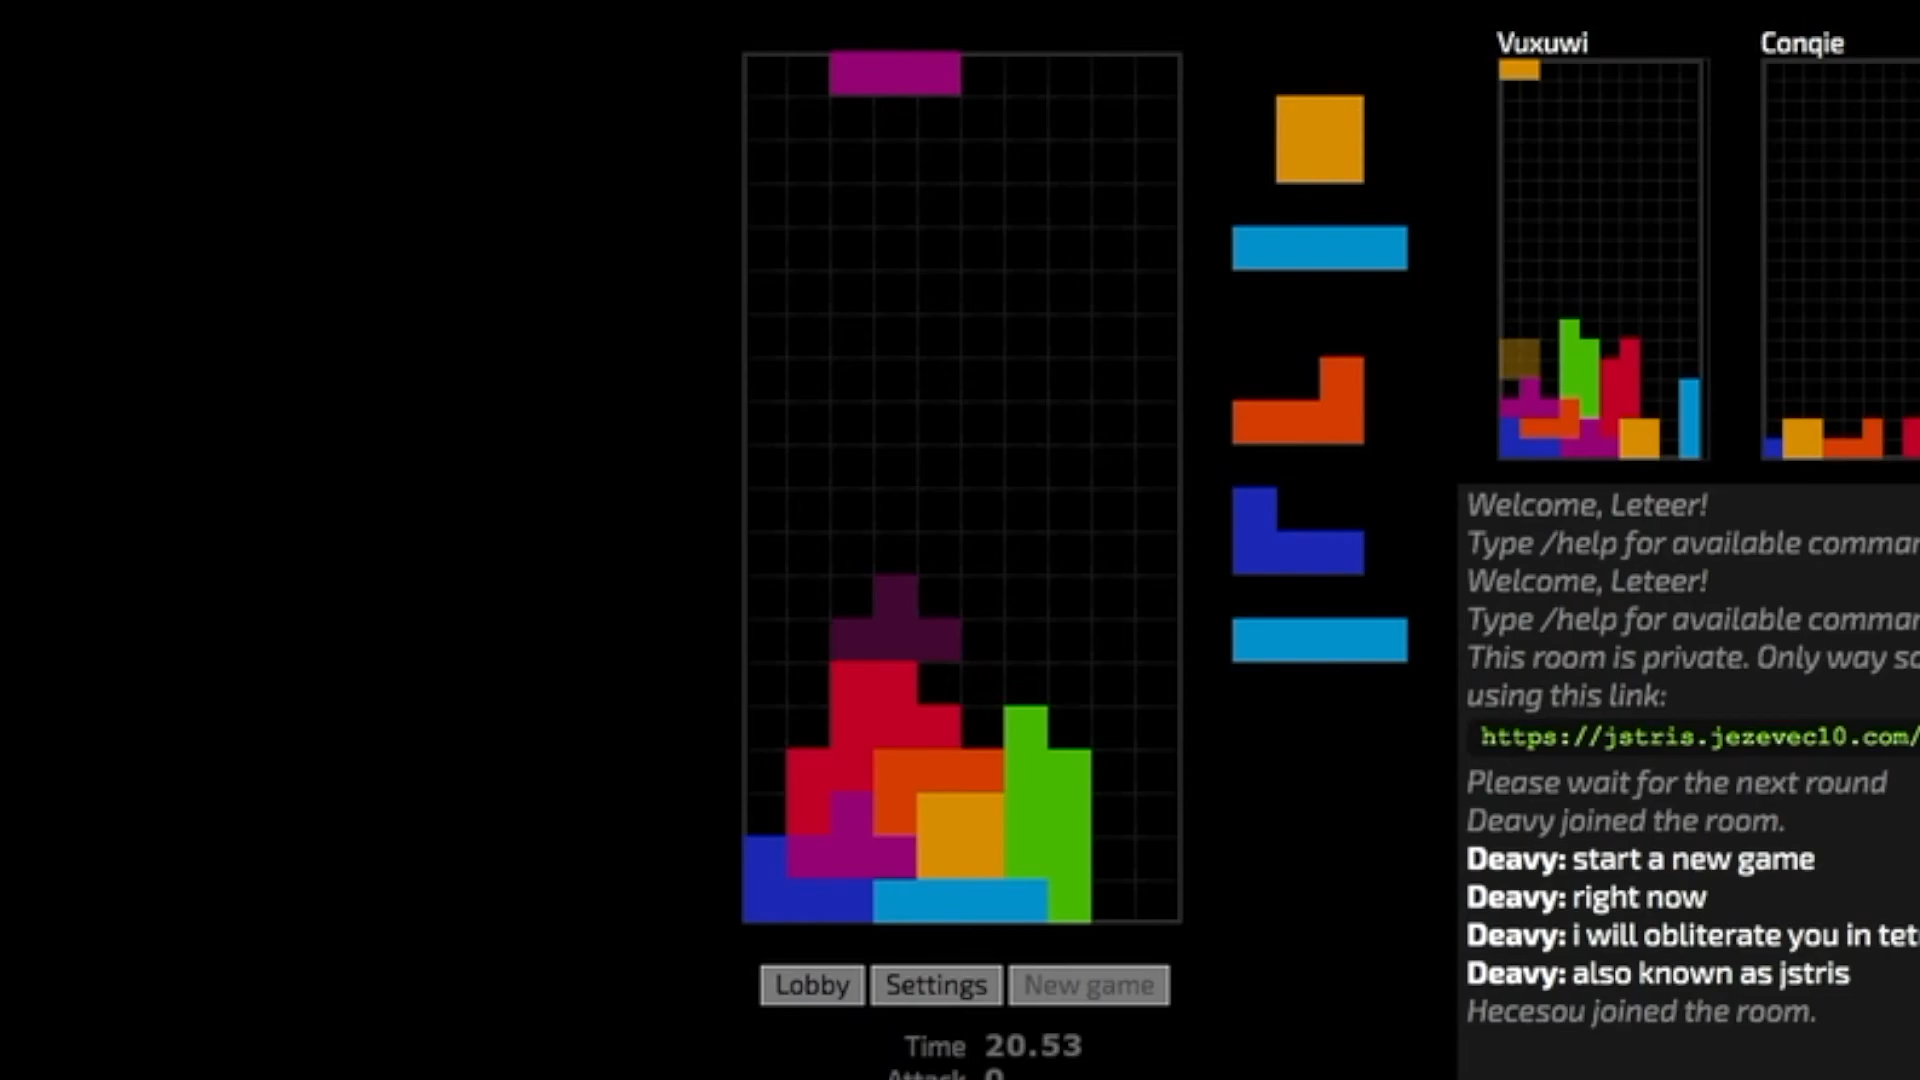 Vuxuwi
Conqie
Welcome, Leteer!
Type /help for available
Welcome, Leteer!
Type /help for available
This room is private. Only way
using this link:
https://jstris.jezevec10.com/
Please wait for the next round
Deavy joined the room.
Deavy: start a new game
Deavy: right now
Deavy: i will obliterate you in
Deavy: also known as jstris
Hecesou joined the room.
Lobby
Settings
New game
Time 20.53
Attack 0